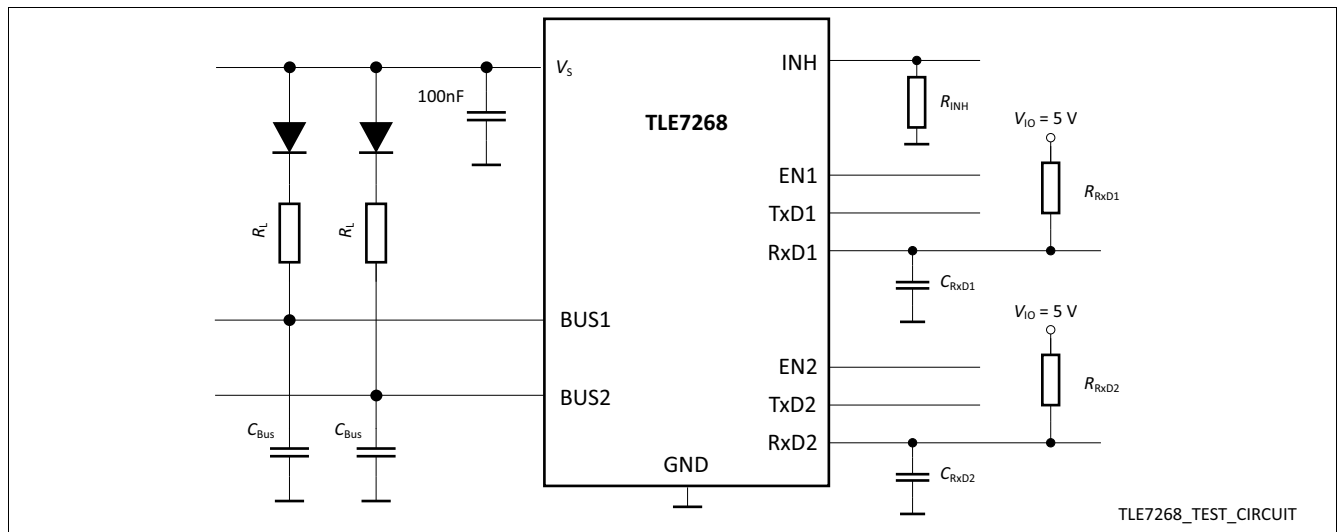 V_S
INH
100nF
R_INH
TLE7268
V_IO = 5 V
EN1
R_RxD1
TxD1
R_L
R_L
RxD1
C_RxD1
BUS1
V_IO = 5 V
EN2
R_RxD2
BUS2
TxD2
C_Bus
C_Bus
RxD2
GND
C_RxD2
TLE7268_TEST_CIRCUIT